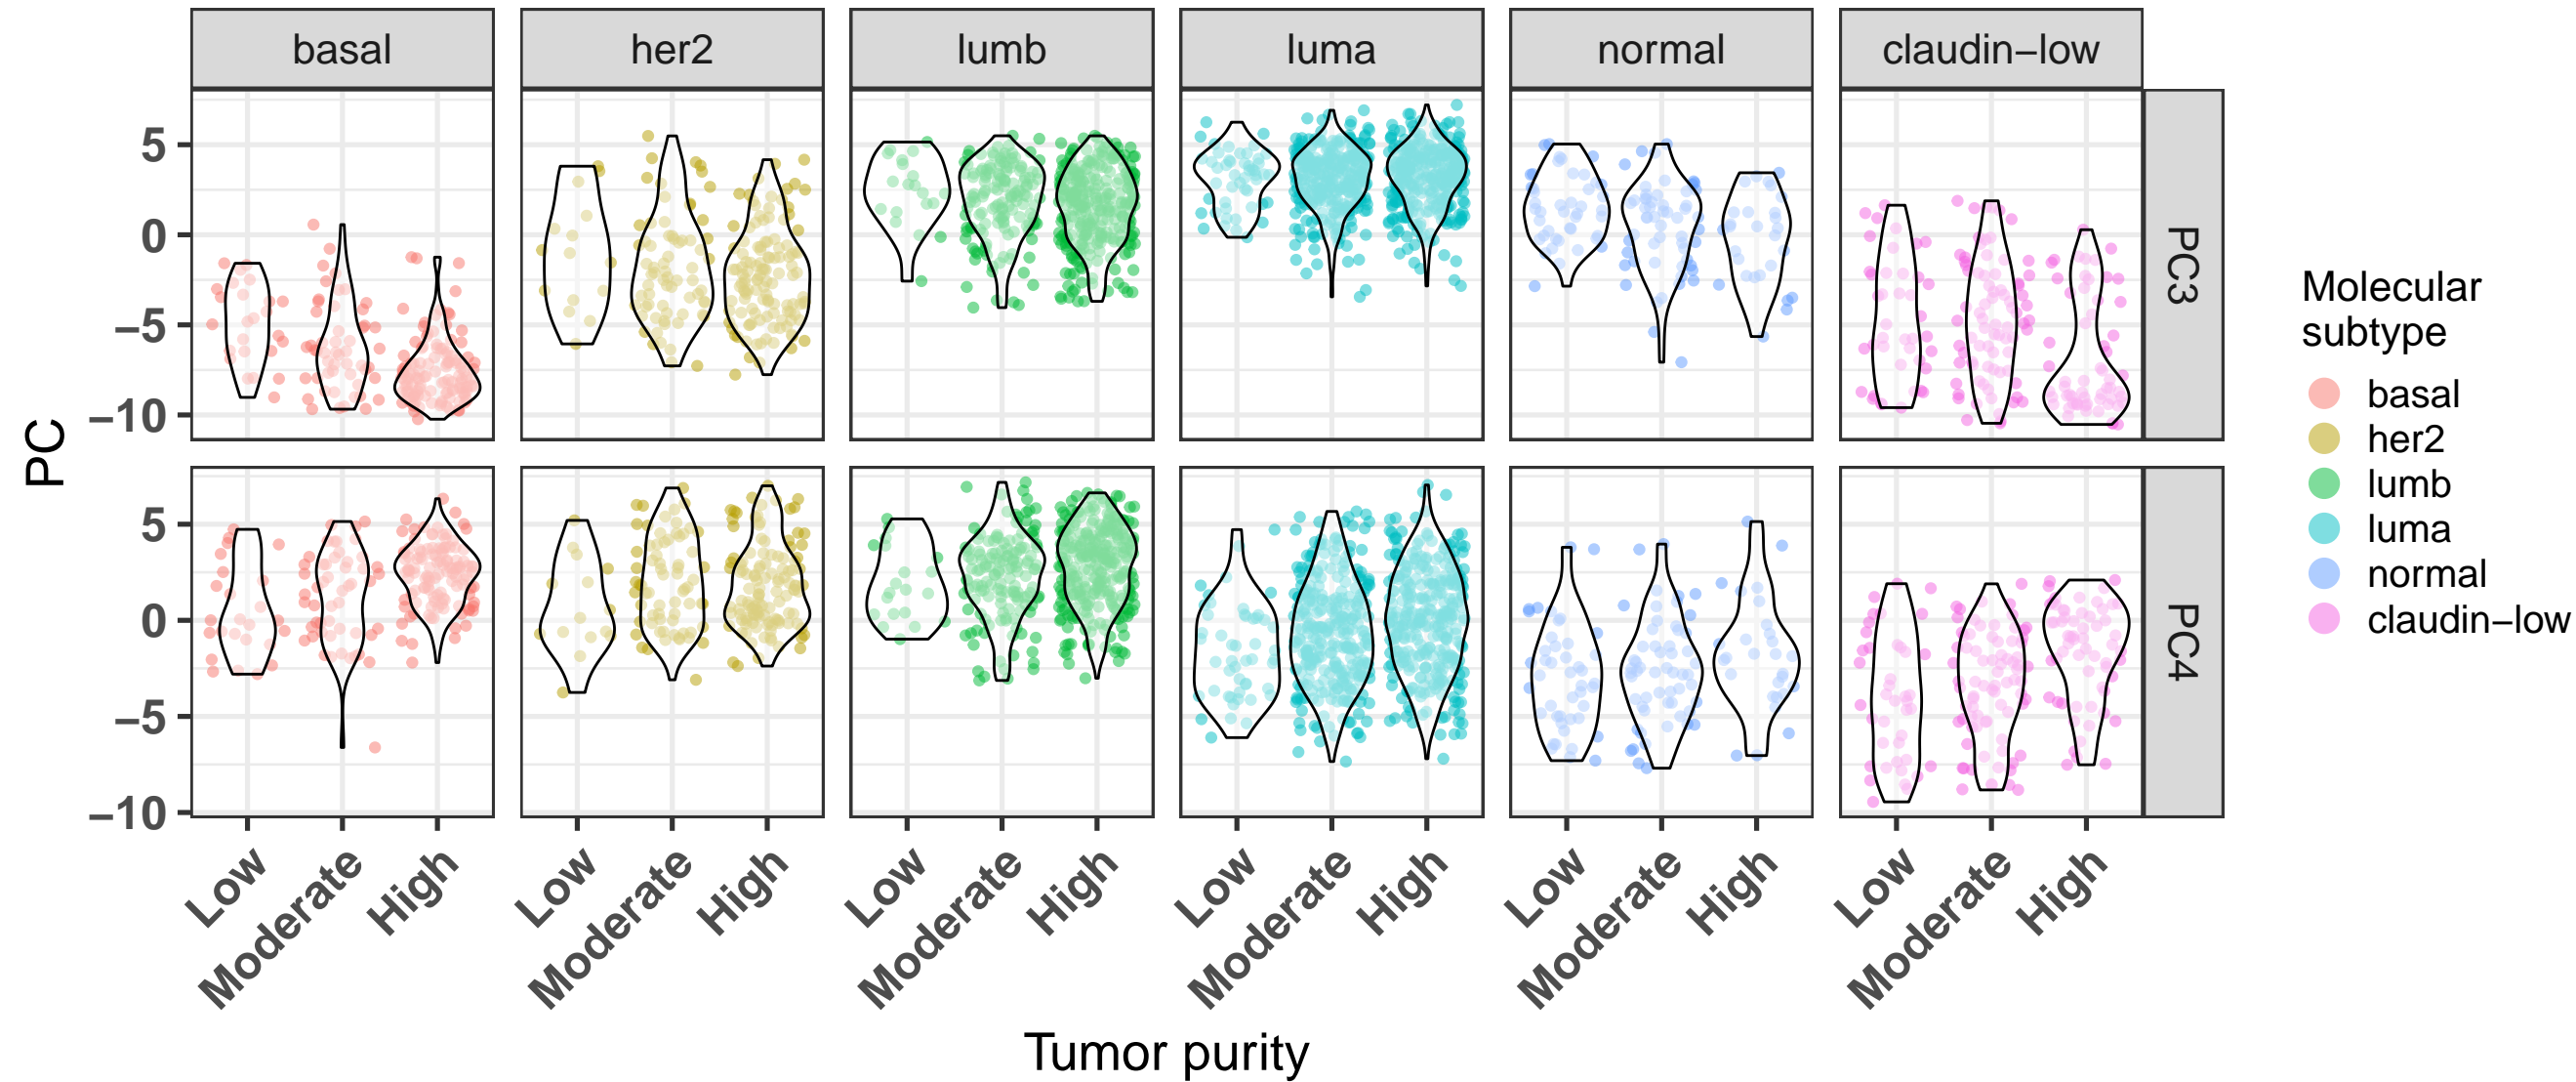 basal her2 lumb luma normal claudin−low
5
0
−5
−10
PC3
5
0
−5
−10
PC4
PC
Low Moderate High Low Moderate High Low Moderate High Low Moderate High Low Moderate High Low Moderate High
Tumor purity
Molecular
subtype
basal
her2
lumb
luma
normal
claudin−low